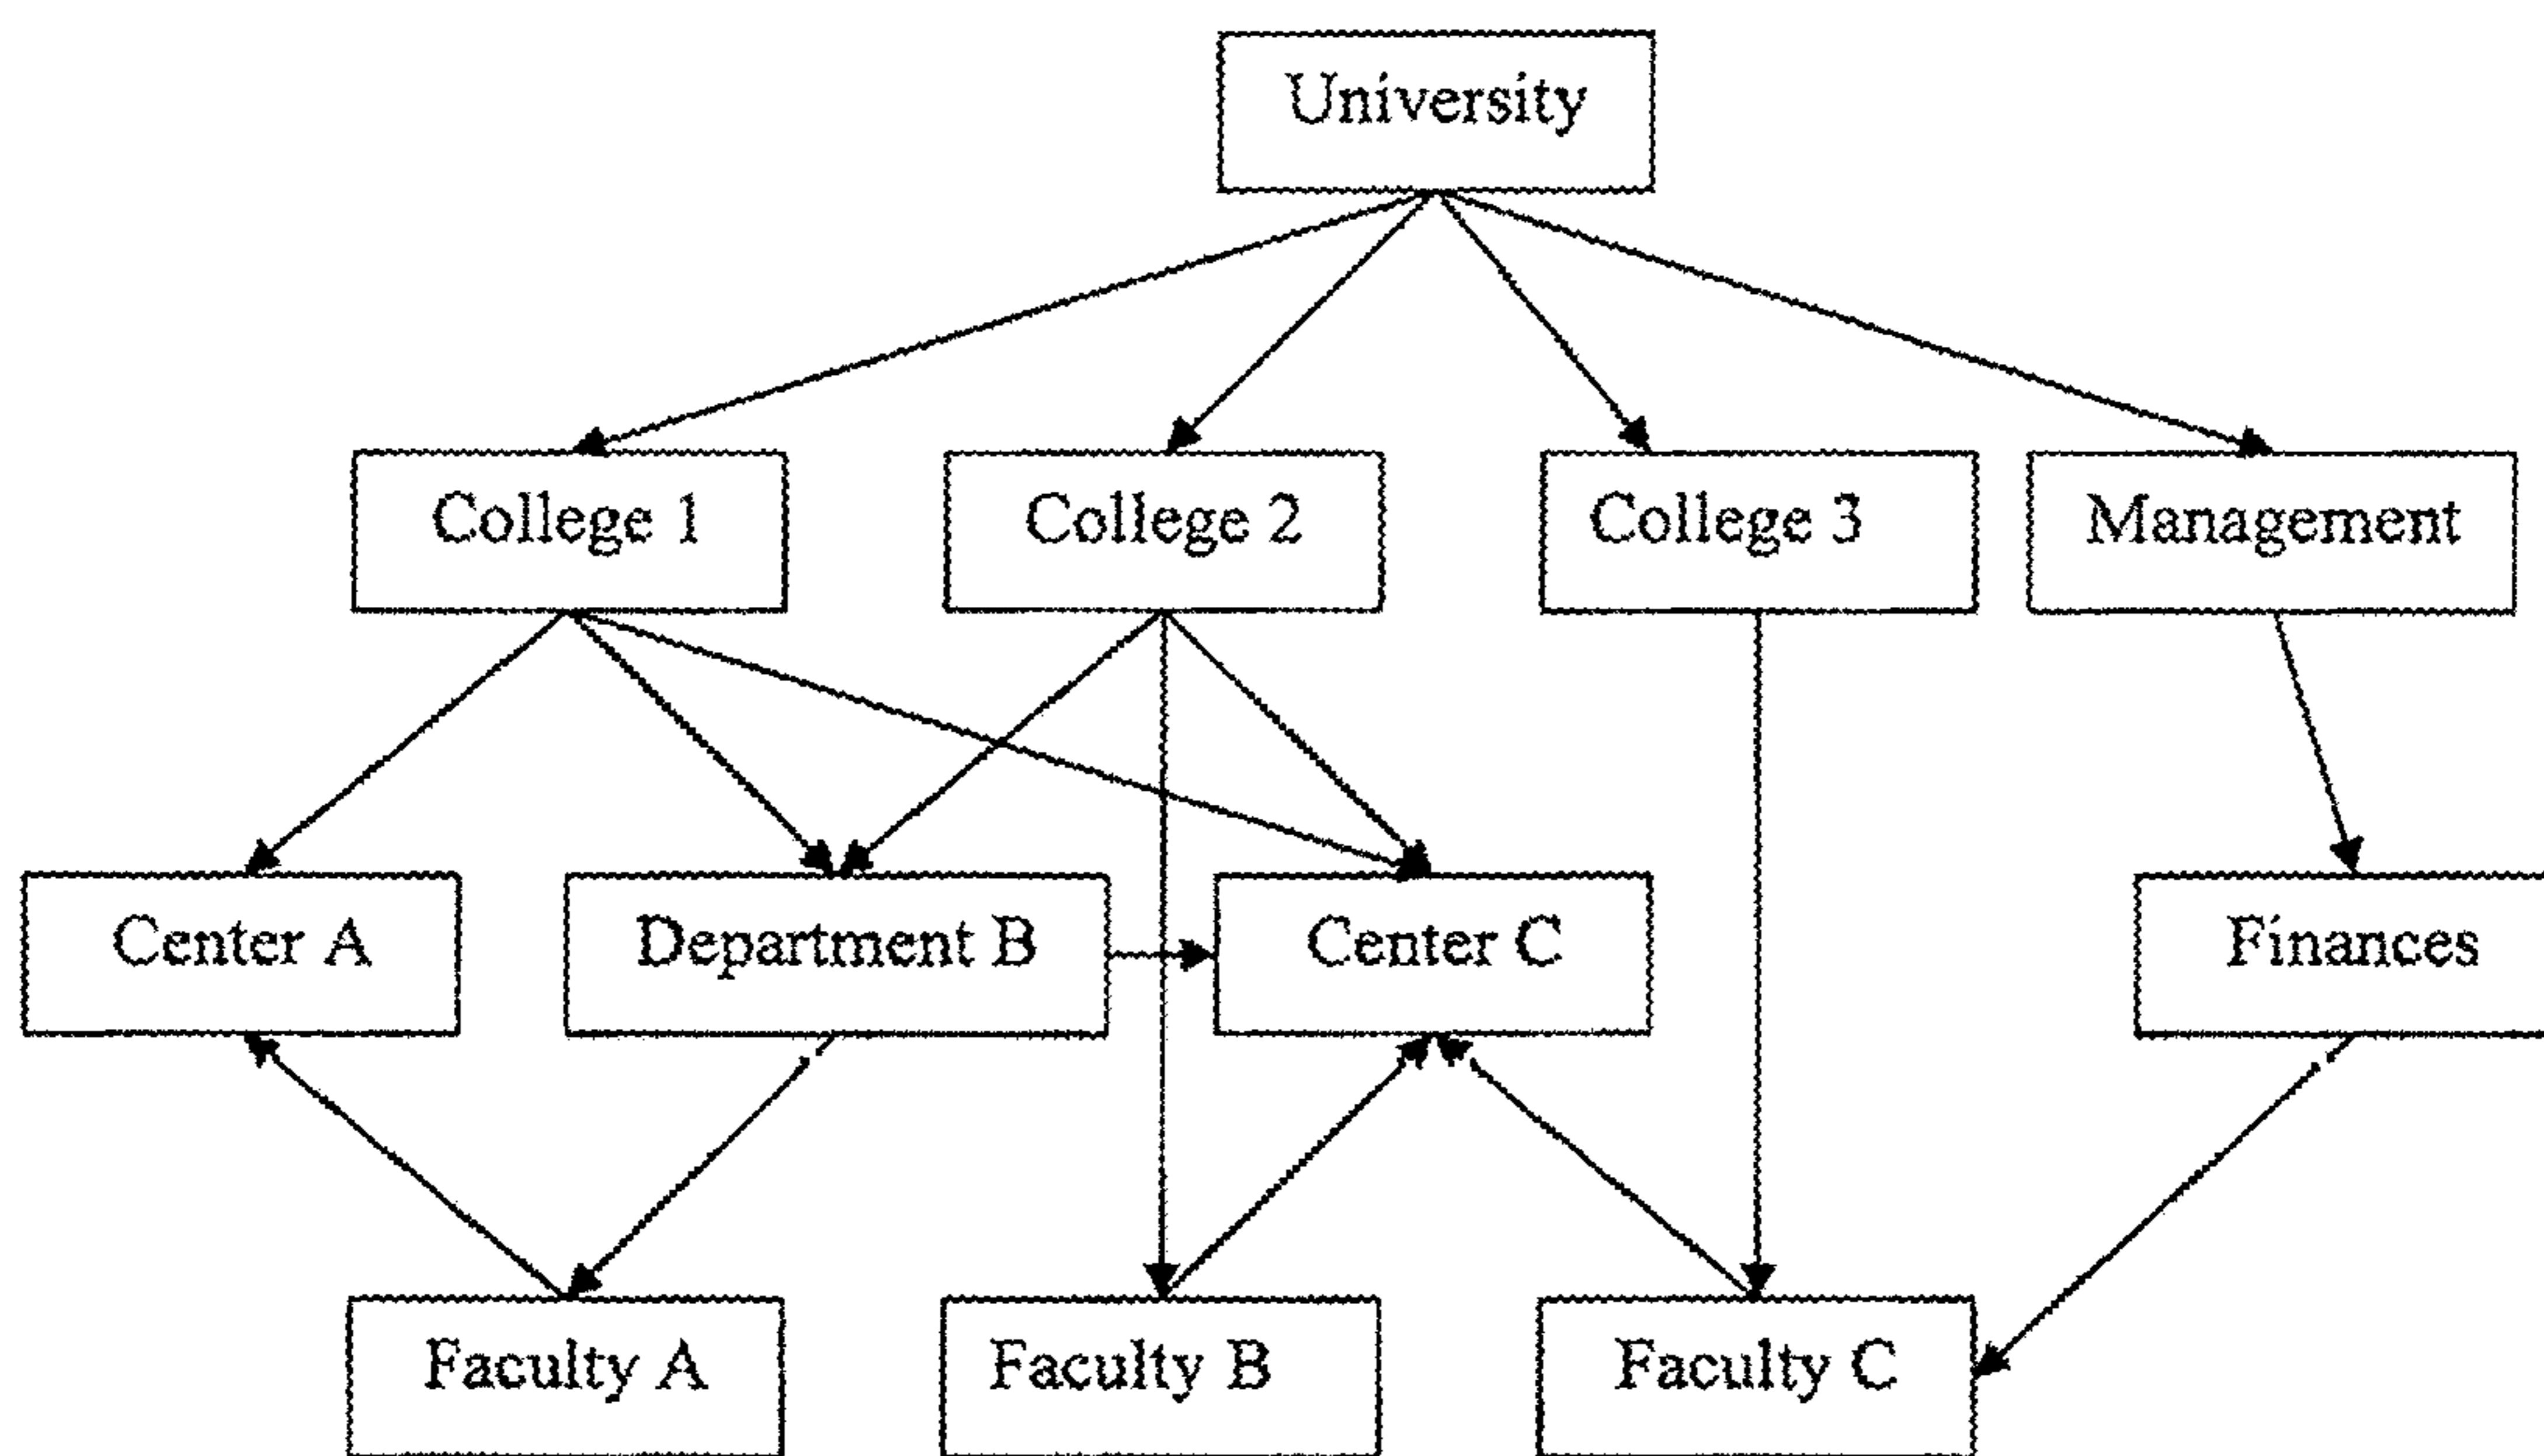 University
College 1
College 2
College 3
Management
Center A
Department B
Center C
Finances
Faculty A
Faculty B
Faculty C